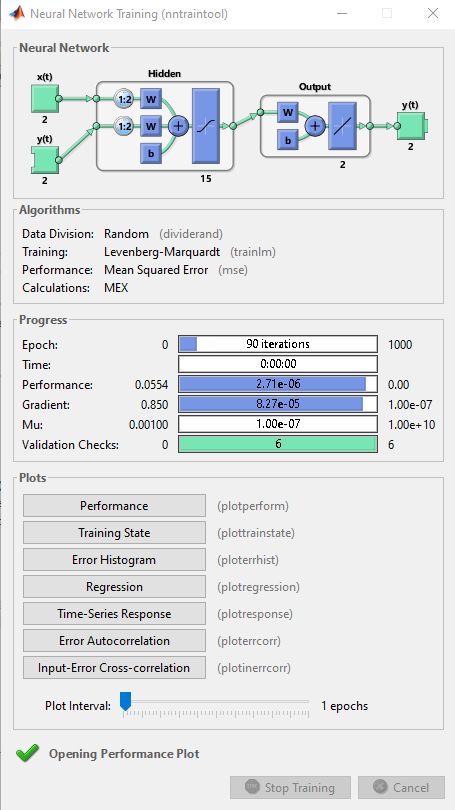 Neural Network Training (nntraintool)
Neural Network
Hidden
Output
x(t)
y(t)
1:2 W
2
y(t)
1:2 W
W
b
b
2
2
2
15
Algorithms
Data Division: Random (dividerand)
Training: Levenberg-Marquardt (trainlm)
Performance: Mean Squared Error (mse)
Calculations: MEX
Progress
Epoch: 0 90 iterations 1000
Time: 0:00:00
Performance: 0.0554 2.71e-06 0.00
Gradient: 0.850 8.27e-05 1.00e-07
Mu: 0.00100 1.00e-07 1.00e+10
Validation Checks: 0 6 6
Plots
Performance (plotperform)
Training State (plottrainstate)
Error Histogram (ploterrhist)
Regression (plotregression)
Time-Series Response (plotresponse)
Error Autocorrelation (ploterrcorr)
Input-Error Cross-correlation (plotinerrcorr)
Plot Interval: 1 epochs
Opening Performance Plot
Stop Training Cancel